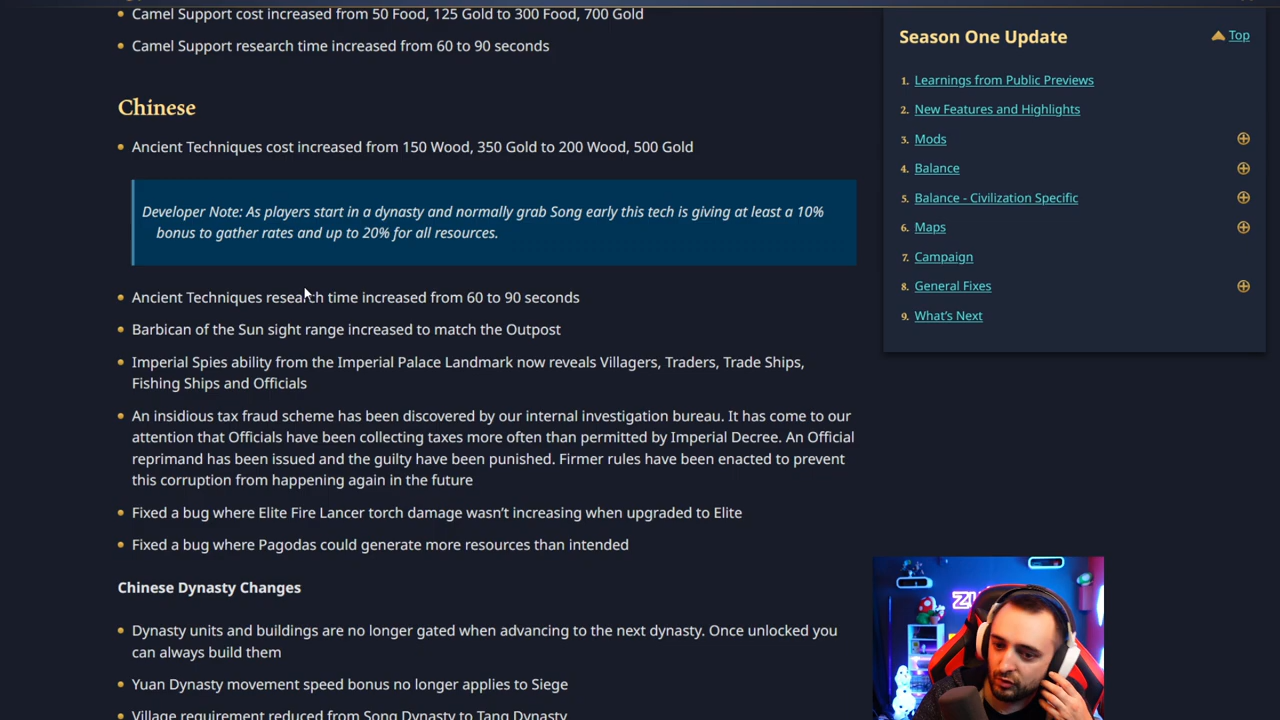 Camel Support cost increased from 50 Food, 125 Gold to 300 Food, 700 Gold
Camel Support research time increased from 60 to 90 seconds
Chinese
Ancient Techniques cost increased from 150 Wood, 350 Gold to 200 Wood, 500 Gold
Developer Note: As players start in a dynasty and normally grab Song early this tech is giving at least a 10%
bonus to gather rates and up to 20% for all resources.
Ancient Techniques research time increased from 60 to 90 seconds
Barbican of the Sun sight range increased to match the Outpost
Imperial Spies ability from the Imperial Palace Landmark now reveals Villagers, Traders, Trade Ships,
Fishing Ships and Officials
An insidious tax fraud scheme has been discovered by our internal investigation bureau. It has come to our
attention that Officials have been collecting taxes more often than permitted by Imperial Decree. An Official
reprimand has been issued and the guilty have been punished. Firmer rules have been enacted to prevent
this corruption from happening again in the future
Fixed a bug where Elite Fire Lancer torch damage wasn't increasing when upgraded to Elite
Fixed a bug where Pagodas could generate more resources than intended
Chinese Dynasty Changes
Dynasty units and buildings are no longer gated when advancing to the next dynasty. Once unlocked you
can always build them
Yuan Dynasty movement speed bonus no longer applies to Siege
Village requirement reduced from Song Dynasty to Tang Dynasty
Season One Update
Top
1. Learnings from Public Previews
2. New Features and Highlights
3. Mods
4. Balance
5. Balance - Civilization Specific
6. Maps
7. Campaign
8. General Fixes
9. What's Next